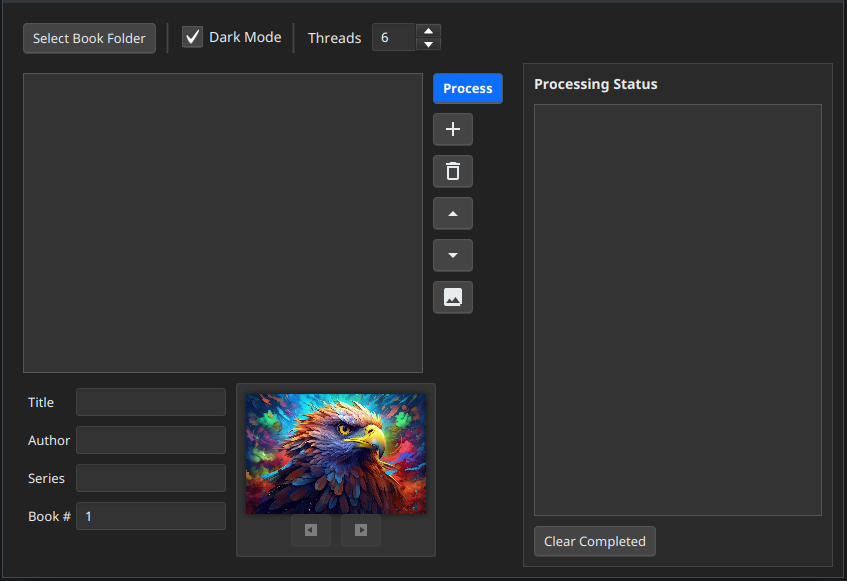 Select Book Folder
Dark Mode
Threads
6
Process
Processing Status
Title
Author
Series
Book #
1
Clear Completed